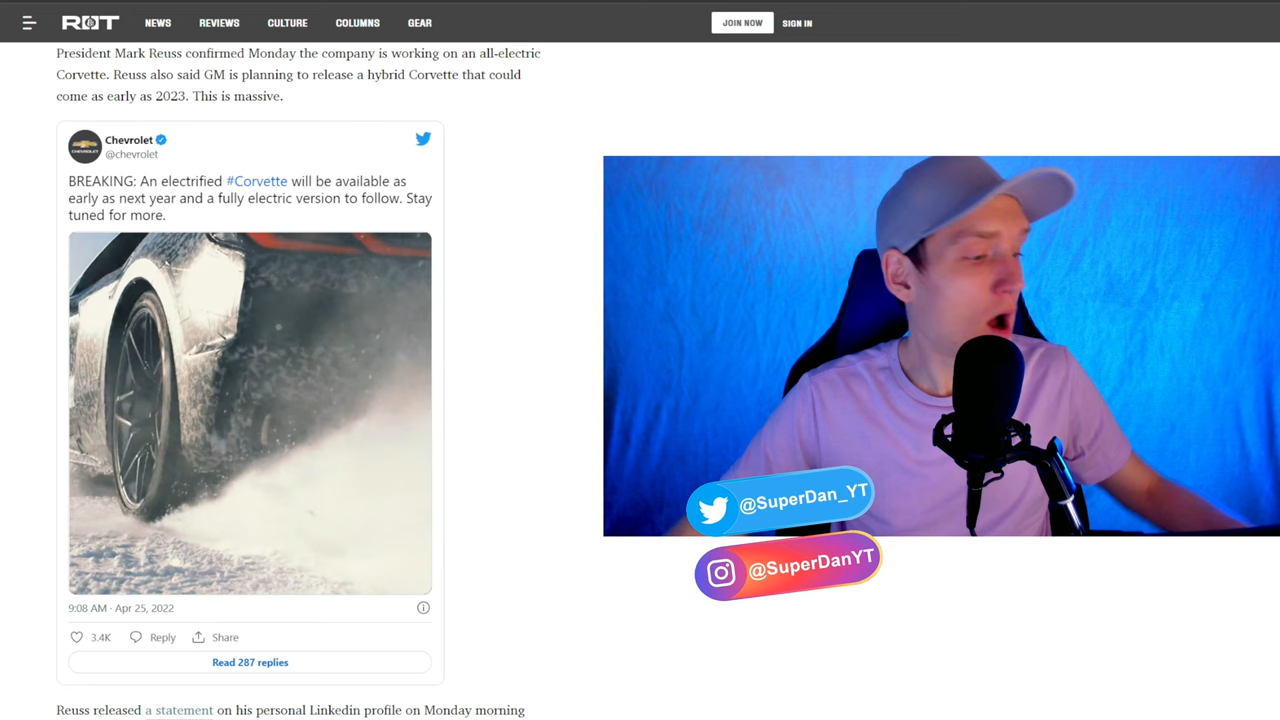 R&T NEWS REVIEWS CULTURE COLUMNS GEAR JOIN NOW SIGN IN
President Mark Reuss confirmed Monday the company is working on an all-electric
Corvette. Reuss also said GM is planning to release a hybrid Corvette that could
come as early as 2023. This is massive.
Chevrolet
@chevrolet
BREAKING: An electrified #Corvette will be available as
early as next year and a fully electric version to follow. Stay
tuned for more.
9:08 AM · Apr 25, 2022
3.4K Reply Share
Read 287 replies
Reuss released a statement on his personal Linkedin profile on Monday morning
@SuperDan_YT
@SuperDanYT